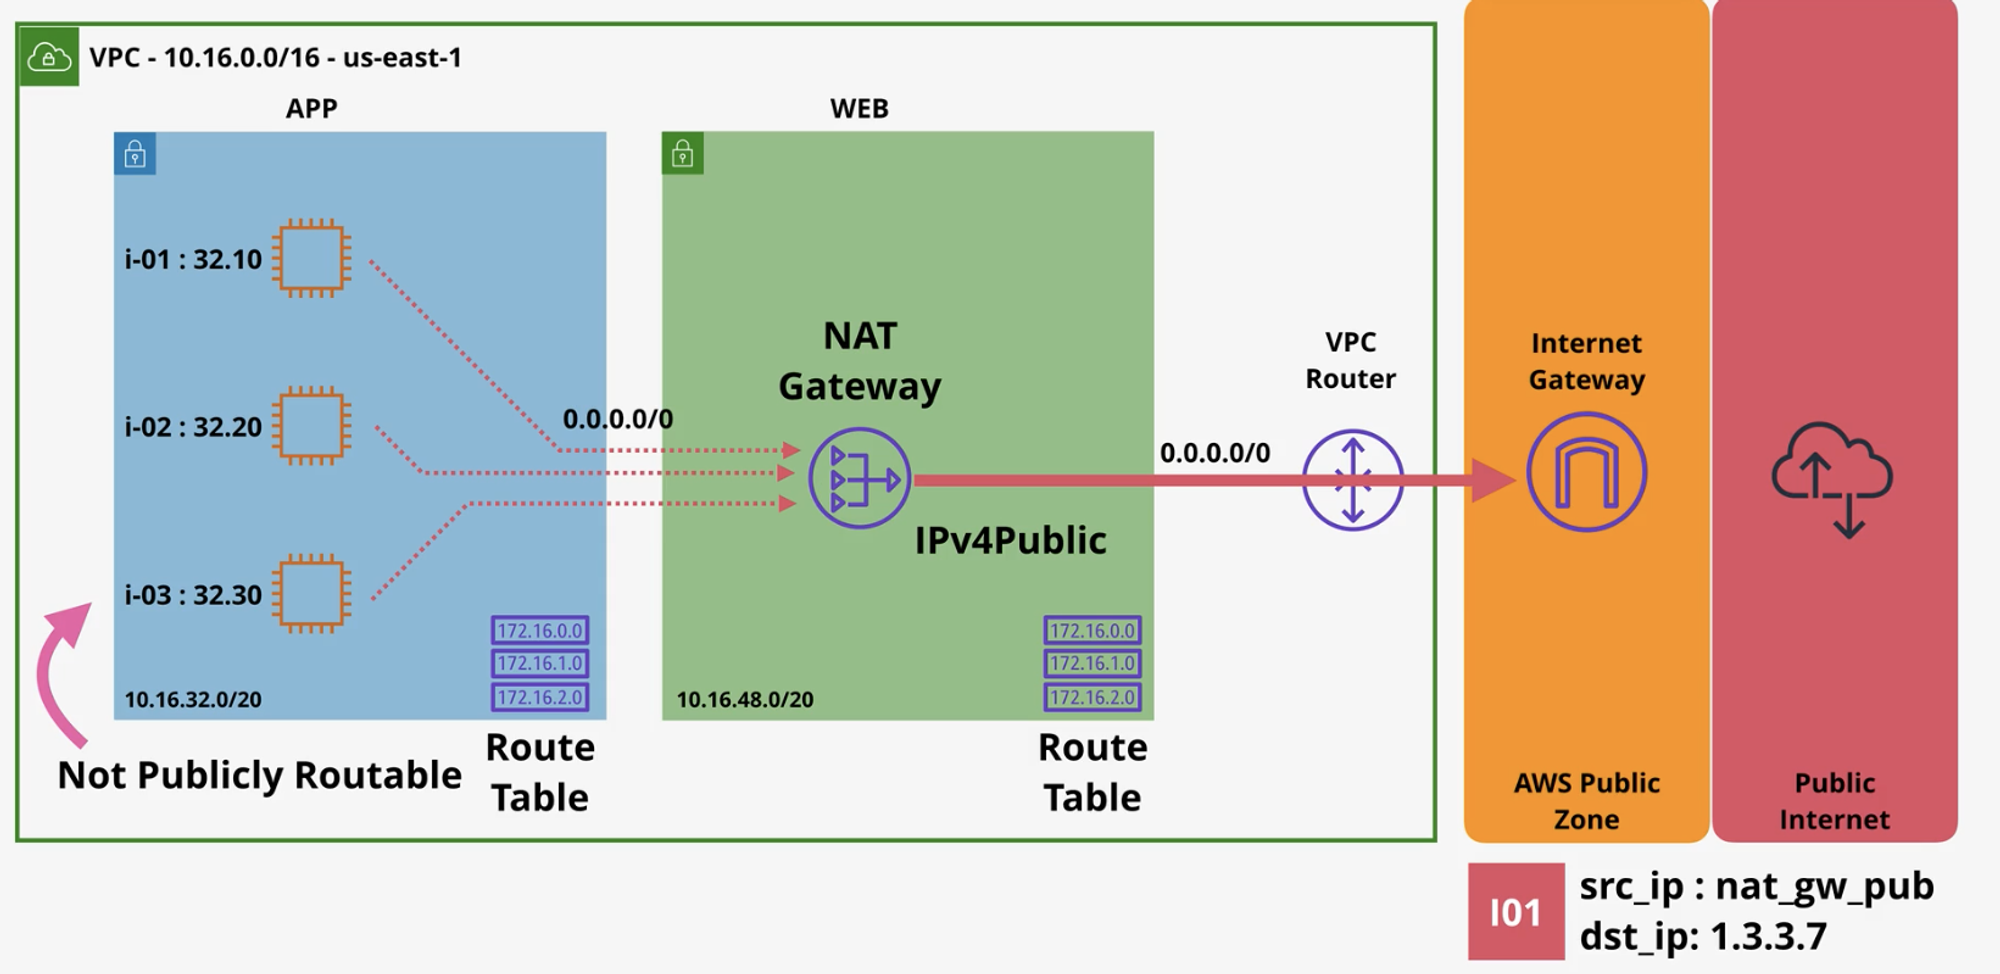 VPC - 10.16.0.0/16 - us-east-1
APP
WEB
i-01 : 32.10
i-02 : 32.20
i-03 : 32.30
0.0.0.0/0
NAT
Gateway
IPv4Public
0.0.0.0/0
VPC
Router
Internet
Gateway
10.16.32.0/20
172.16.0.0
172.16.1.0
172.16.2.0
10.16.48.0/20
172.16.0.0
172.16.1.0
172.16.2.0
Not Publicly Routable
Route
Table
Route
Table
AWS Public
Zone
Public
Internet
I01
src_ip : nat_gw_pub
dst_ip: 1.3.3.7